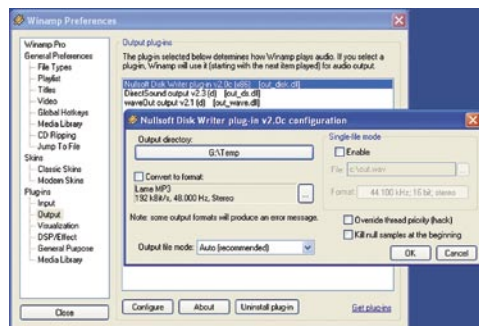 Winamp Preferences
Winamp Pro
General Preferences
File Types
Playlist
Titles
Video
Global Hotkeys
Media Library
CD Ripping
Jump To File
Skins
Classic Skins
Modern Skins
Plug-ins
Input
Output
Visualization
DSP/Effect
General Purpose
Media Library
Close
Output plug-ins
The plug-in selected below determines how Winamp plays audio. If you select a
plug-in, Winamp will use it (starting with the next item played) for audio output.
Nullsoft Disk Writer plug-in v2.0c (x86) [out_disk.dll]
DirectSound output v2.3 (d) [out_ds.dll]
waveOut output v2.1 (d) [out_wave.dll]
Nullsoft Disk Writer plug-in v2.0c configuration
Output directory:
G:\Temp
Convert to format:
Lame MP3
192 kBit/s, 48.000 Hz, Stereo
...
Note: some output formats will produce an error message.
Output file mode: Auto (recommended)
Single-file mode
Enable
File: c:\out.wav
...
Format: 44.100 kHz; 16 bit; stereo
Override thread priority (hack)
Kill null samples at the beginning
OK
Cancel
Configure
About
Uninstall plug-in
Get plug-ins